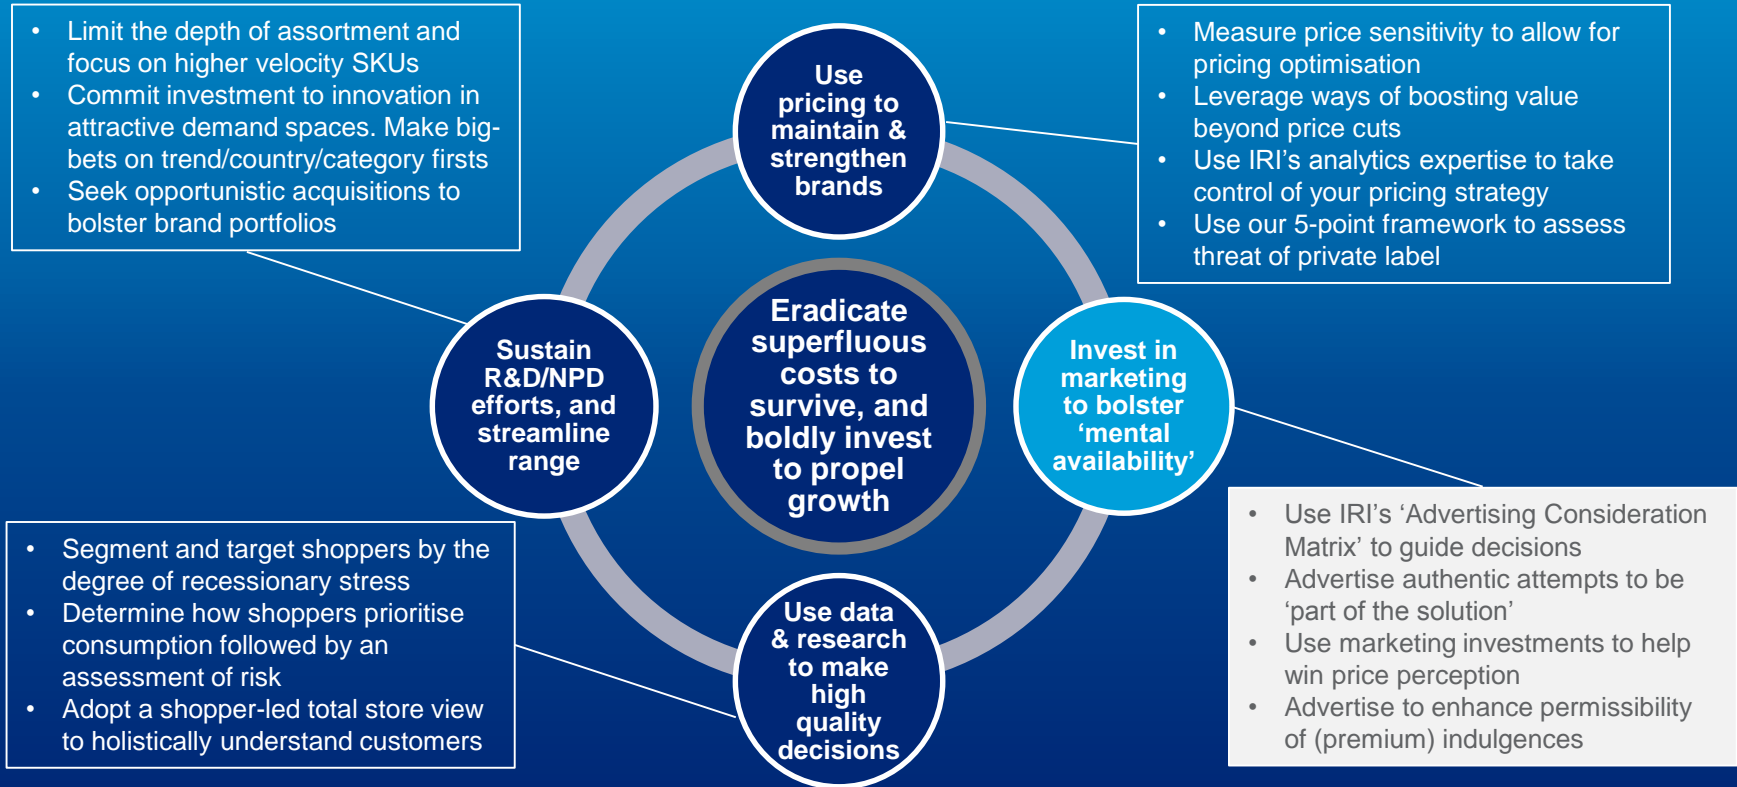 • Limit the depth of assortment and
focus on higher velocity SKUs
• Commit investment to innovation in
attractive demand spaces. Make big-
bets on trend/country/category firsts
• Seek opportunistic acquisitions to
bolster brand portfolios
Use
pricing to
maintain &
strengthen
brands
• Measure price sensitivity to allow for
pricing optimisation
• Leverage ways of boosting value
beyond price cuts
• Use IRI's analytics expertise to take
control of your pricing strategy
• Use our 5-point framework to assess
threat of private label
Sustain
R&D/NPD
efforts, and
streamline
range
Eradicate
superfluous
costs to
survive, and
boldly invest
to propel
growth
Invest in
marketing
to bolster
‘mental
availability’
• Segment and target shoppers by the
degree of recessionary stress
• Determine how shoppers prioritise
consumption followed by an
assessment of risk
• Adopt a shopper-led total store view
to holistically understand customers
Use data
& research
to make
high
quality
decisions
• Use IRI's ‘Advertising Consideration
Matrix’ to guide decisions
• Advertise authentic attempts to be
‘part of the solution’
• Use marketing investments to help
win price perception
• Advertise to enhance permissibility
of (premium) indulgences